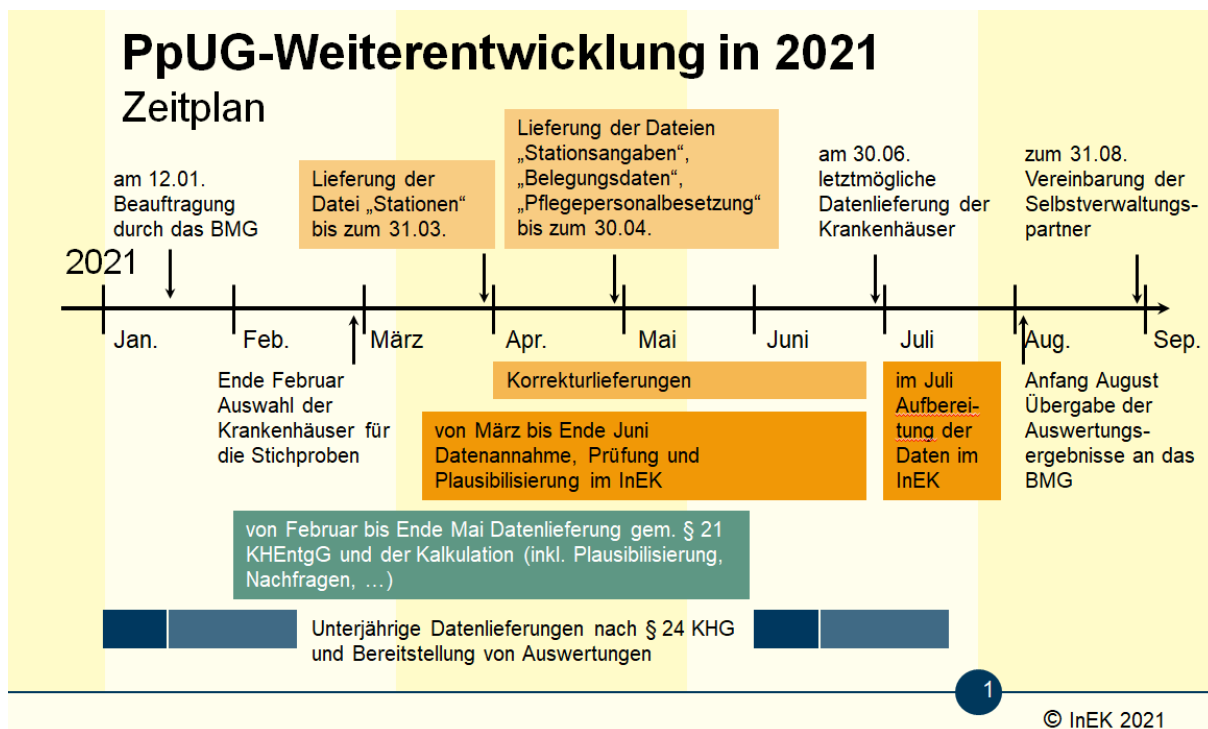 PpUG-Weiterentwicklung in 2021
Zeitplan
am 12.01.
Beauftragung
durch das BMG
Lieferung der
Datei „Stationen“
bis zum 31.03.
Lieferung der Dateien
„Stationsangaben“,
„Belegungsdaten“,
„Pflegepersonalbesetzung“
bis zum 30.04.
am 30.06.
letztmögliche
Datenlieferung der
Krankenhäuser
zum 31.08.
Vereinbarung der
Selbstverwaltungs-
partner
2021
Jan.
Feb.
März
Apr.
Mai
Juni
Juli
Aug.
Sep.
Ende Februar
Auswahl der
Krankenhäuser für
die Stichproben
Korrekturlieferungen
von März bis Ende Juni
Datenannahme, Prüfung und
Plausibilisierung im InEK
im Juli
Aufberei-
tung der
Daten im
InEK
Anfang August
Übergabe der
Auswertungs-
ergebnisse an das
BMG
von Februar bis Ende Mai Datenlieferung gem. § 21
KHEntgG und der Kalkulation (inkl. Plausibilisierung,
Nachfragen, …)
Unterjährige Datenlieferungen nach § 24 KHG
und Bereitstellung von Auswertungen
1
© InEK 2021